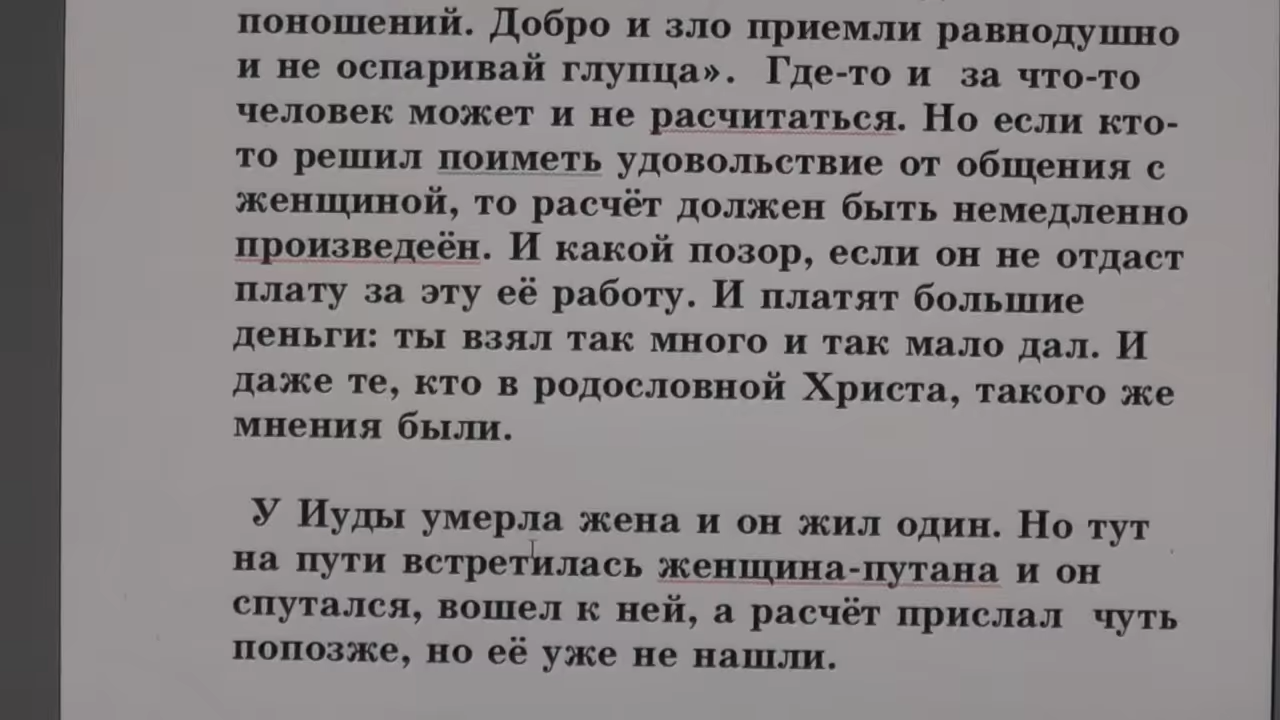 поношений. Добро и зло приемли равнодушно
и не оспаривай глупца». Где-то и за что-то
человек может и не расчитаться. Но если кто-
то решил поиметь удовольствие от общения с
женщиной, то расчёт должен быть немедленно
произведеён. И какой позор, если он не отдаст
плату за эту её работу. И платят большие
деньги: ты взял так много и так мало дал. И
даже те, кто в родословной Христа, такого же
мнения были.
У Иуды умерла жена и он жил один. Но тут
на пути встретилась женщина-путана и он
спутался, вошел к ней, а расчёт прислал чуть
попозже, но её уже не нашли.